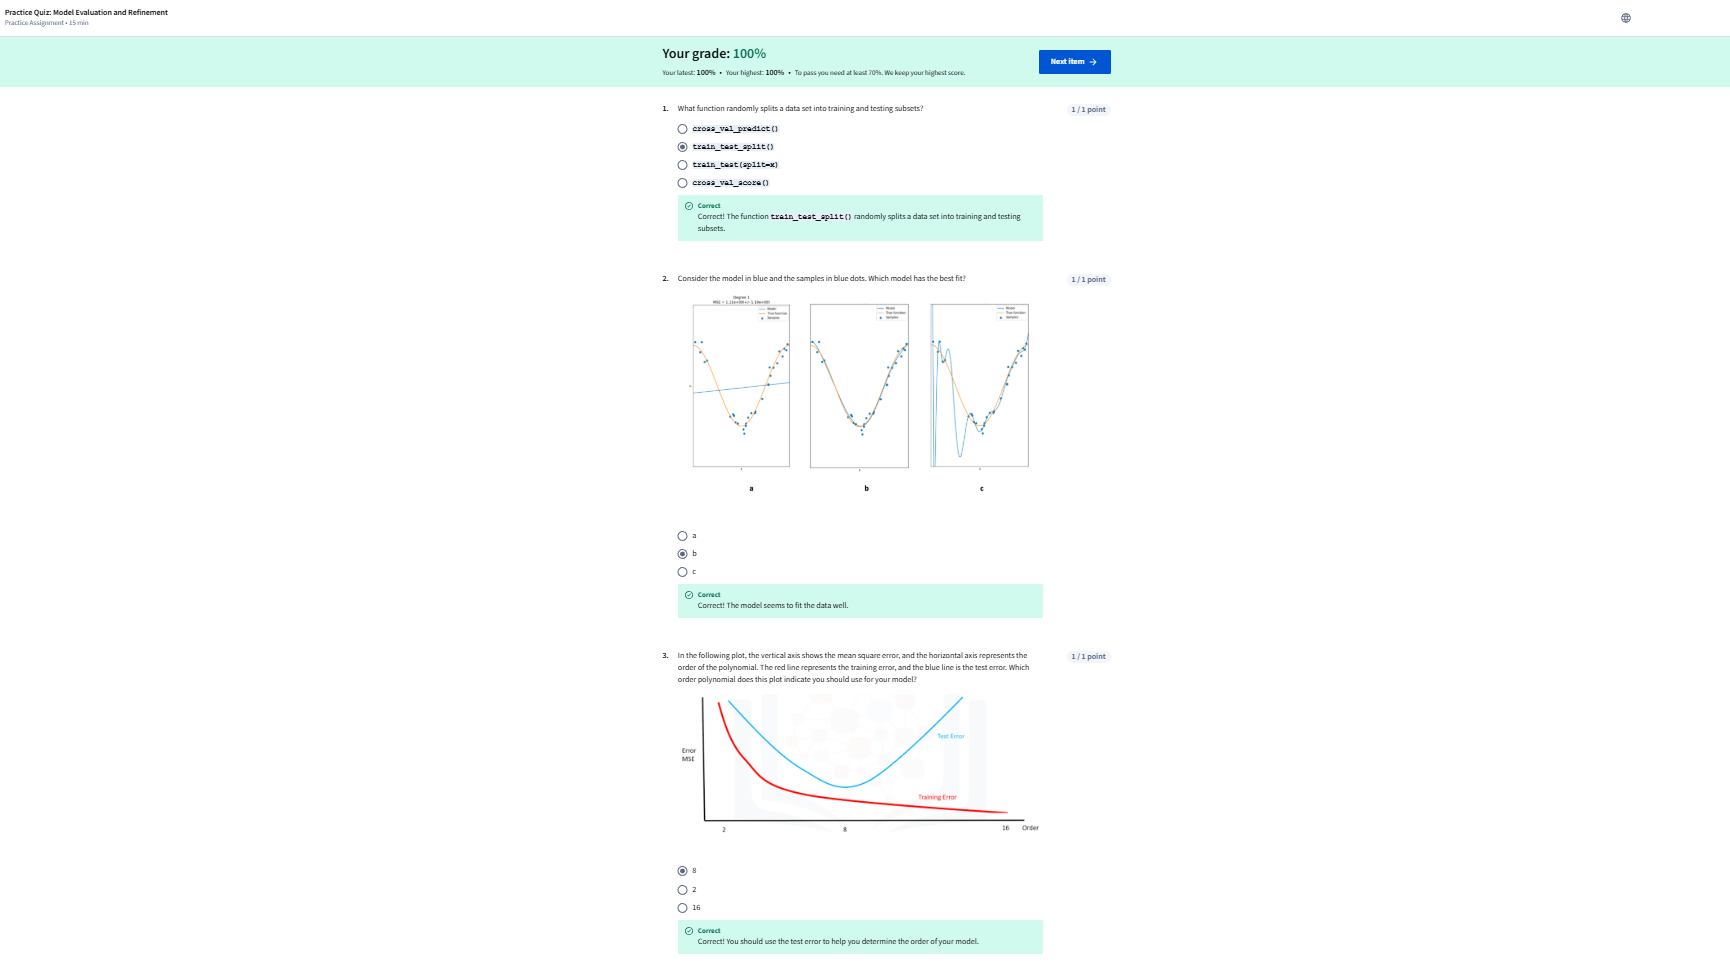 Practice Quiz: Model Evaluation and Refinement
Practice Assignment • 15 min
Your grade: 100%
Your latest: 100% • Your highest: 100% • To pass you need at least 70%. We keep your highest score.
Next item →
1. What function randomly splits a data set into training and testing subsets?
1 / 1 point
cross_val_predict()
train_test_split()
train_test(split=x)
cross_val_score()
Correct
Correct! The function train_test_split() randomly splits a data set into training and testing
subsets.
2. Consider the model in blue and the samples in blue dots. Which model has the best fit?
1 / 1 point
Degree 1
Model
True function
Samples
Model
True function
Samples
Model
True function
Samples
a
b
c
a
b
c
Correct
Correct! The model seems to fit the data well.
3. In the following plot, the vertical axis shows the mean square error, and the horizontal axis represents the
order of the polynomial. The red line represents the training error, and the blue line is the test error. Which
order polynomial does this plot indicate you should use for your model?
1 / 1 point
Test Error
Error
MSE
Training Error
2 8 16 Order
8
2
16
Correct
Correct! You should use the test error to help you determine the order of your model.